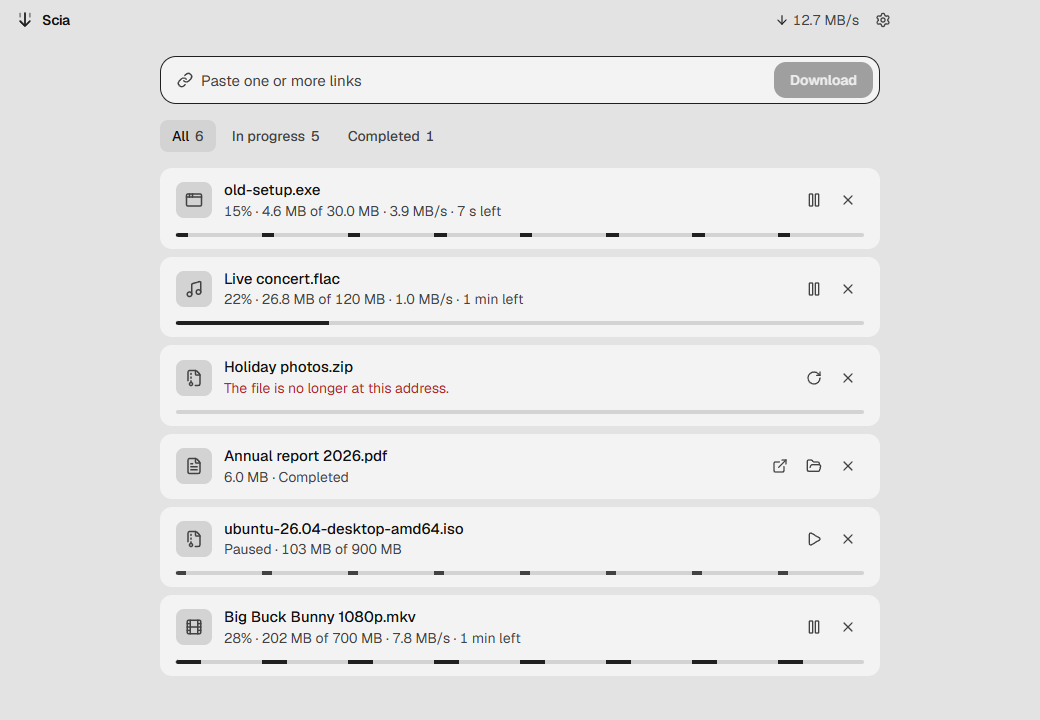 Scia
12.7 MB/s
Paste one or more links
Download
All 6
In progress 5
Completed 1
old-setup.exe
15% · 4.6 MB of 30.0 MB · 3.9 MB/s · 7 s left
Live concert.flac
22% · 26.8 MB of 120 MB · 1.0 MB/s · 1 min left
Holiday photos.zip
The file is no longer at this address.
Annual report 2026.pdf
6.0 MB · Completed
ubuntu-26.04-desktop-amd64.iso
Paused · 103 MB of 900 MB
Big Buck Bunny 1080p.mkv
28% · 202 MB of 700 MB · 7.8 MB/s · 1 min left